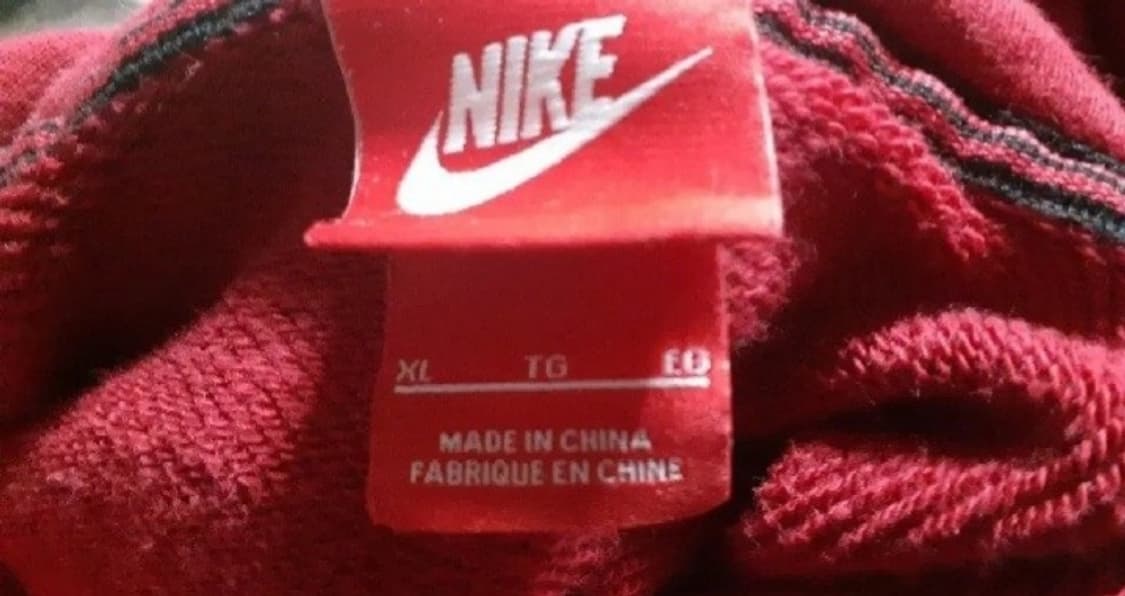 NIKE
XL TG EG
MADE IN CHINA
FABRIQUE EN CHINE